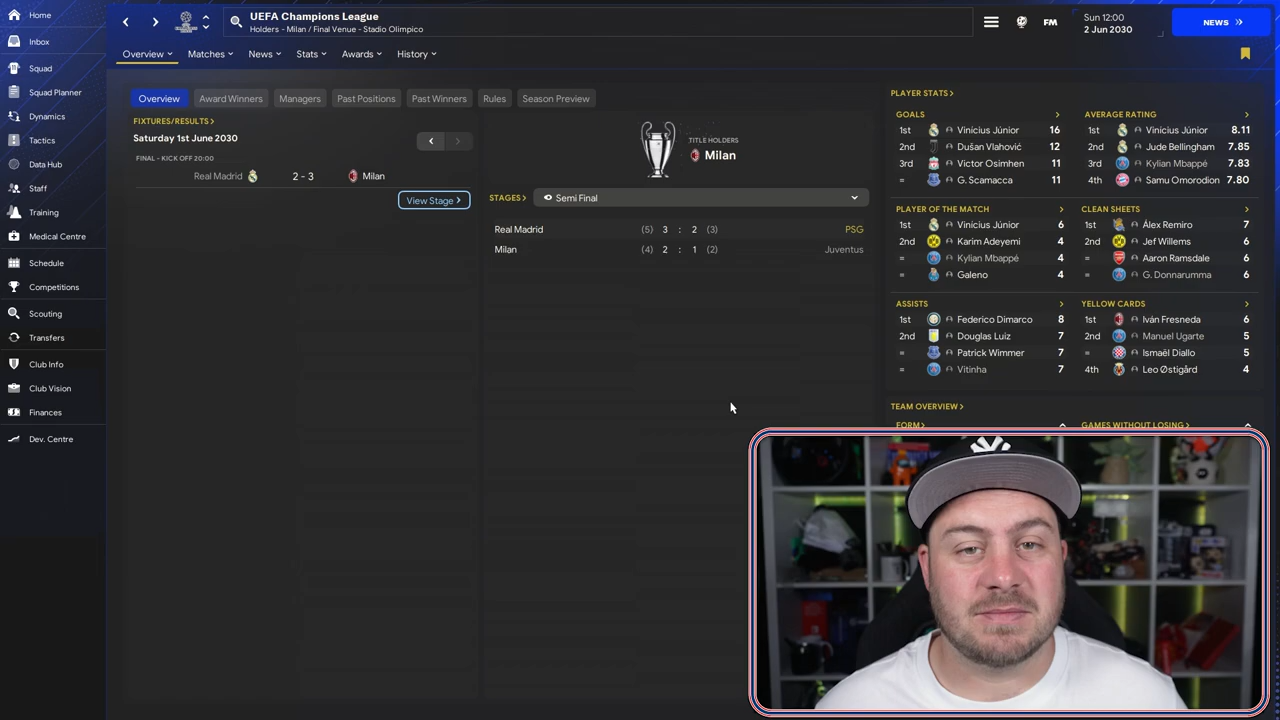 Home
Inbox
Squad
Squad Planner
Dynamics
Tactics
Data Hub
Staff
Training
Medical Centre
Schedule
Competitions
Scouting
Transfers
Club Info
Club Vision
Finances
Dev. Centre
UEFA Champions League
Holders - Milan / Final Venue - Stadio Olimpico
FM
Sun 12:00
2 Jun 2030
NEWS
Overview
Matches
News
Stats
Awards
History
Overview
Award Winners
Managers
Past Positions
Past Winners
Rules
Season Preview
FIXTURES/RESULTS
Saturday 1st June 2030
FINAL - KICK OFF 20:00
Real Madrid 2 - 3 Milan
View Stage
TITLE HOLDERS
Milan
STAGES
Semi Final
Real Madrid (5) 3 : 2 (3) PSG
Milan (4) 2 : 1 (2) Juventus
PLAYER STATS
GOALS
1st Vinícius Júnior 16
2nd Dušan Vlahović 12
3rd Victor Osimhen 11
= G. Scamacca 11
AVERAGE RATING
1st Vinícius Júnior 8.11
2nd Jude Bellingham 7.85
3rd Kylian Mbappé 7.83
4th Samu Omorodion 7.80
PLAYER OF THE MATCH
1st Vinícius Júnior 6
2nd Karim Adeyemi 4
= Kylian Mbappé 4
= Galeno 4
CLEAN SHEETS
1st Álex Remiro 7
2nd Jef Willems 6
= Aaron Ramsdale 6
= G. Donnarumma 6
ASSISTS
1st Federico Dimarco 8
2nd Douglas Luiz 7
= Patrick Wimmer 7
= Vitinha 7
YELLOW CARDS
1st Iván Fresneda 6
2nd Manuel Ugarte 5
= Ismaël Diallo 5
4th Leo Østigård 4
TEAM OVERVIEW
FORM
GAMES WITHOUT LOSING